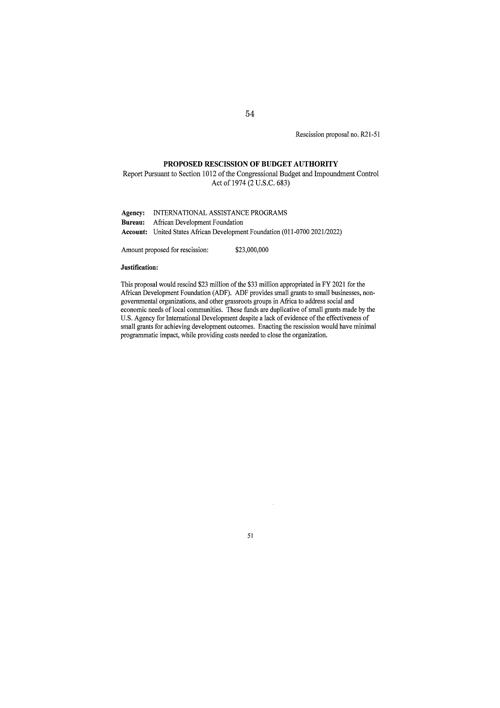 54
Rescission proposal no. R21-51
PROPOSED RESCISSION OF BUDGET AUTHORITY
Report Pursuant to Section 1012 of the Congressional Budget and Impoundment Control
Act of 1974 (2 U.S.C. 683)
Agency: INTERNATIONAL ASSISTANCE PROGRAMS
Bureau: African Development Foundation
Account: United States African Development Foundation (011-0700 2021/2022)
Amount proposed for rescission: $23,000,000
Justification:
This proposal would rescind $23 million of the $33 million appropriated in FY 2021 for the
African Development Foundation (ADF). ADF provides small grants to small businesses, non-
governmental organizations, and other grassroots groups in Africa to address social and
economic needs of local communities. These funds are duplicative of small grants made by the
U.S. Agency for International Development despite a lack of evidence of the effectiveness of
small grants for achieving development outcomes. Enacting the rescission would have minimal
programmatic impact, while providing costs needed to close the organization.
51